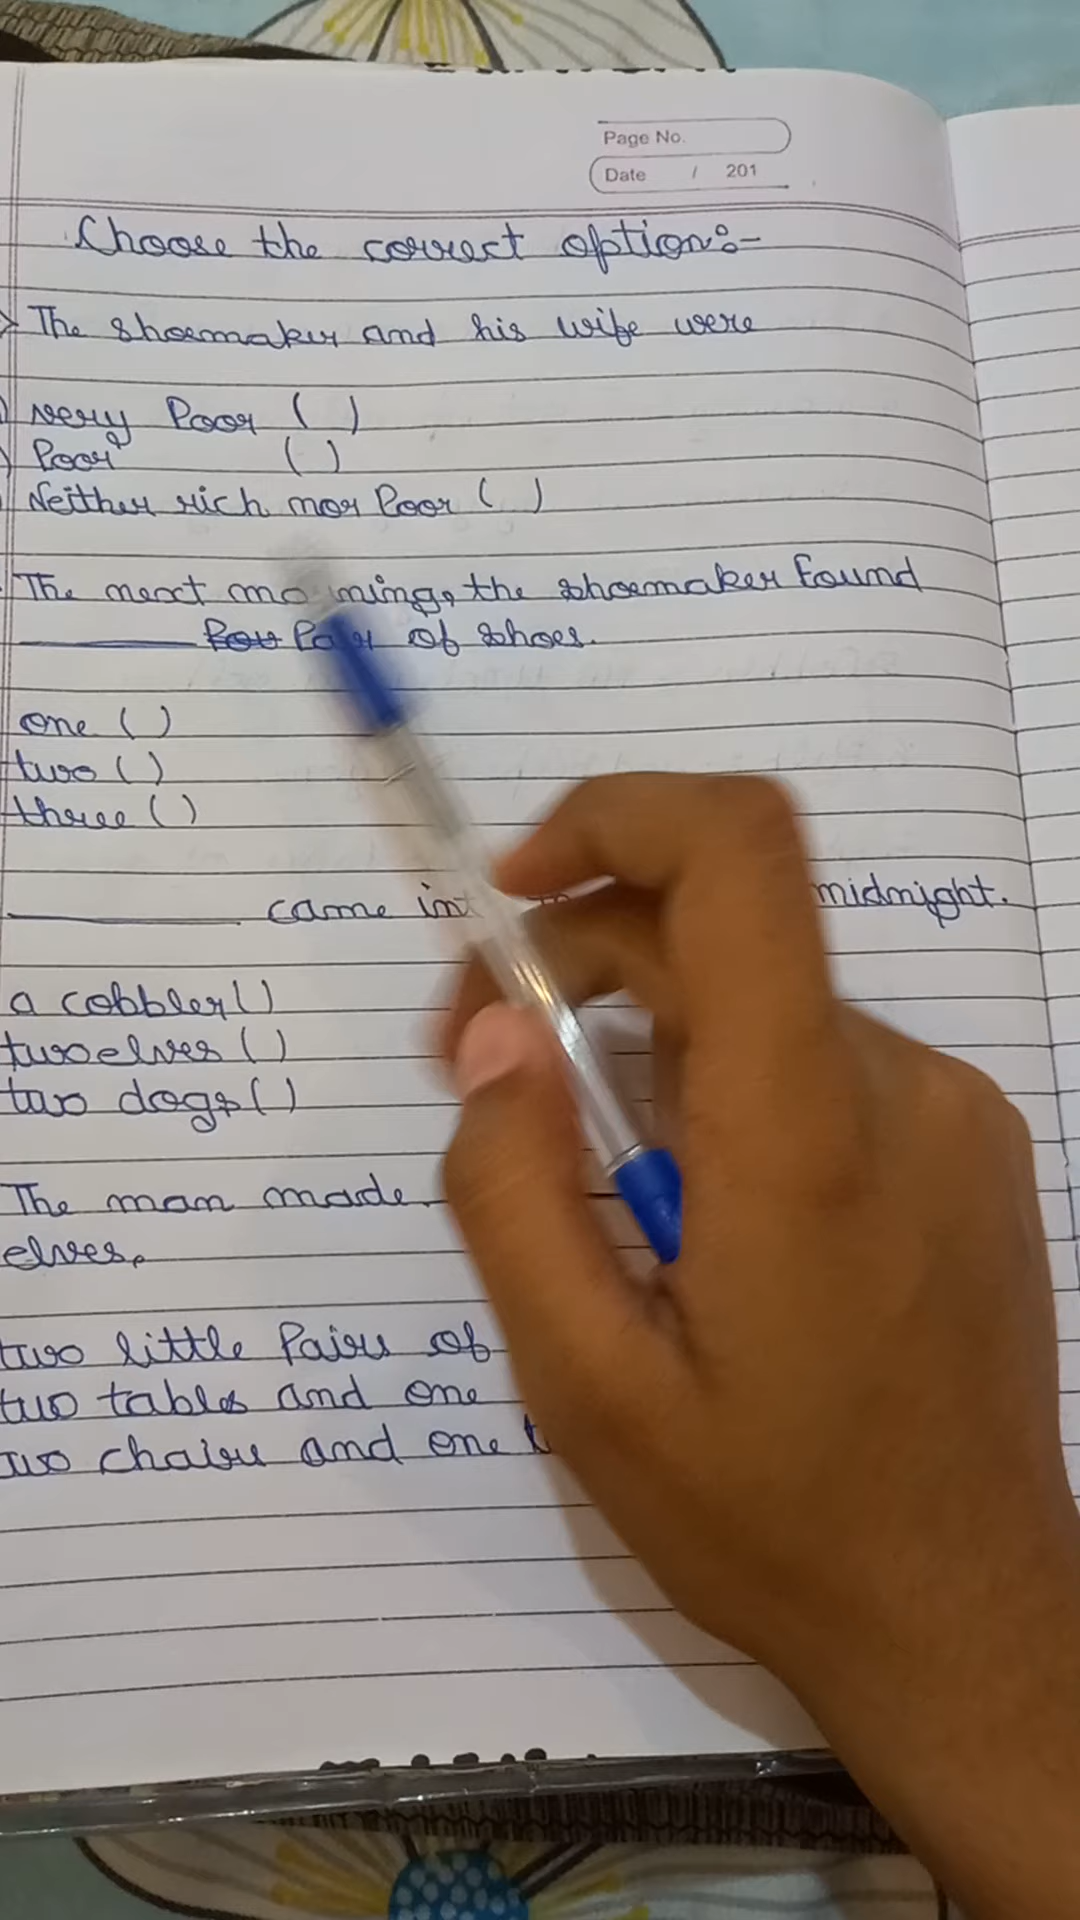 Page No.
Date / 201
Choose the correct option:-
The shoemaker and his wife were
very Poor ( )
Poor ( )
Neither rich nor Poor ( )
The next morning, the shoemaker found
Pair of shoes.
one ( )
two ( )
three ( )
came midnight.
a cobbler ( )
two elves ( )
two dogs ( )
The man made
elves.
two little Pairs of
two tables and one
two chairs and one